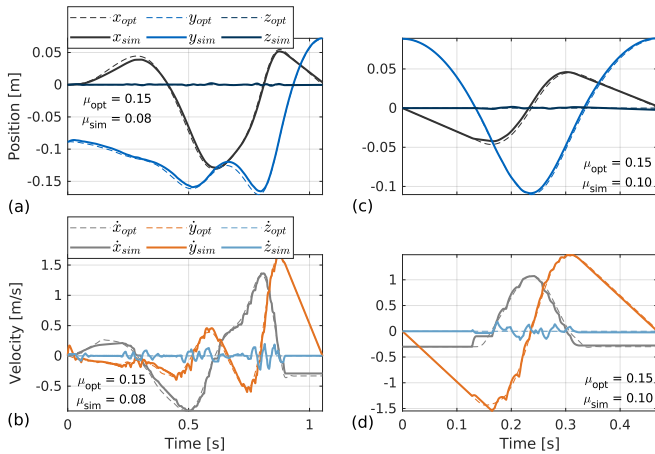 x_opt y_opt z_opt
x_sim y_sim z_sim
0.05
0
-0.05
-0.1
-0.15
Position [m]
μ_opt = 0.15
μ_sim = 0.08
(a)
0.05
0
-0.05
-0.1
μ_opt = 0.15
μ_sim = 0.10
(c)
ẋ_opt ẏ_opt ż_opt
ẋ_sim ẏ_sim ż_sim
1.5
1
0.5
0
-0.5
Velocity [m/s]
μ_opt = 0.15
μ_sim = 0.08
(b)
0 0.5 1
Time [s]
1
0.5
0
-0.5
-1
-1.5
μ_opt = 0.15
μ_sim = 0.10
(d)
0 0.2 0.3 0.4
Time [s]